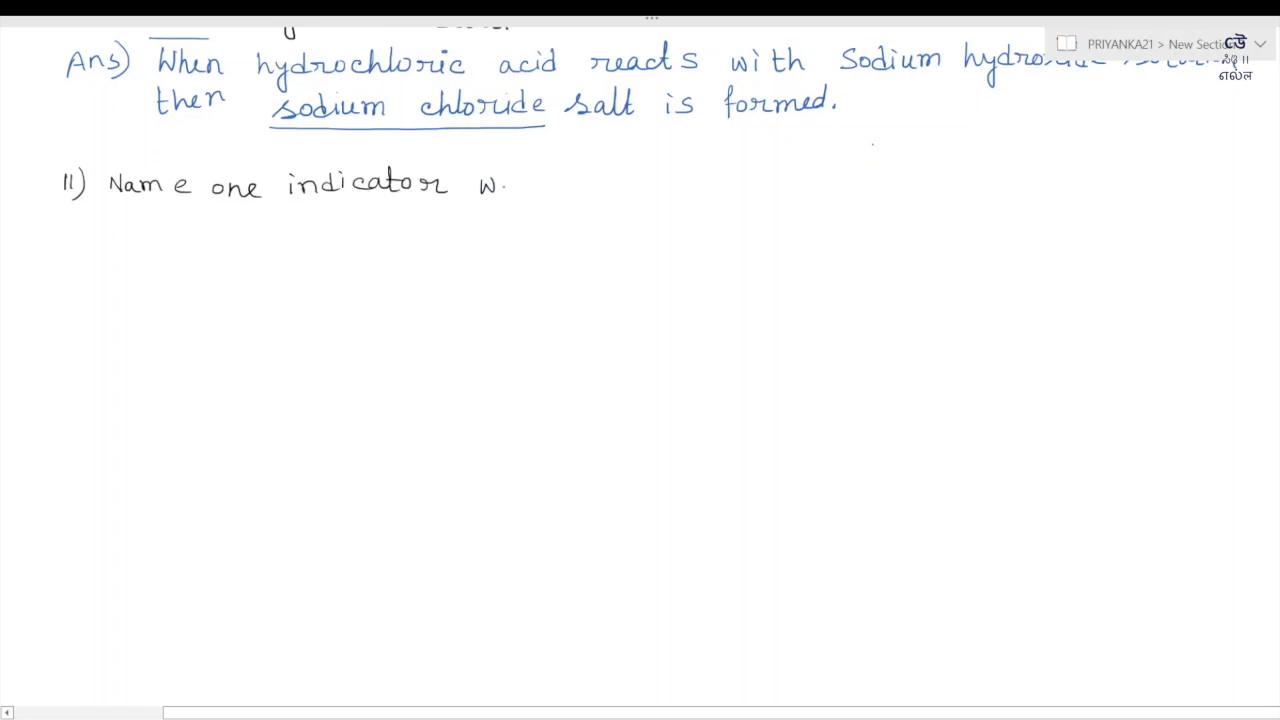 Ans) When hydrochloric acid reacts with sodium
then sodium chloride salt is formed.
PRIYANKA21 > New Section
11) Name one indicator w